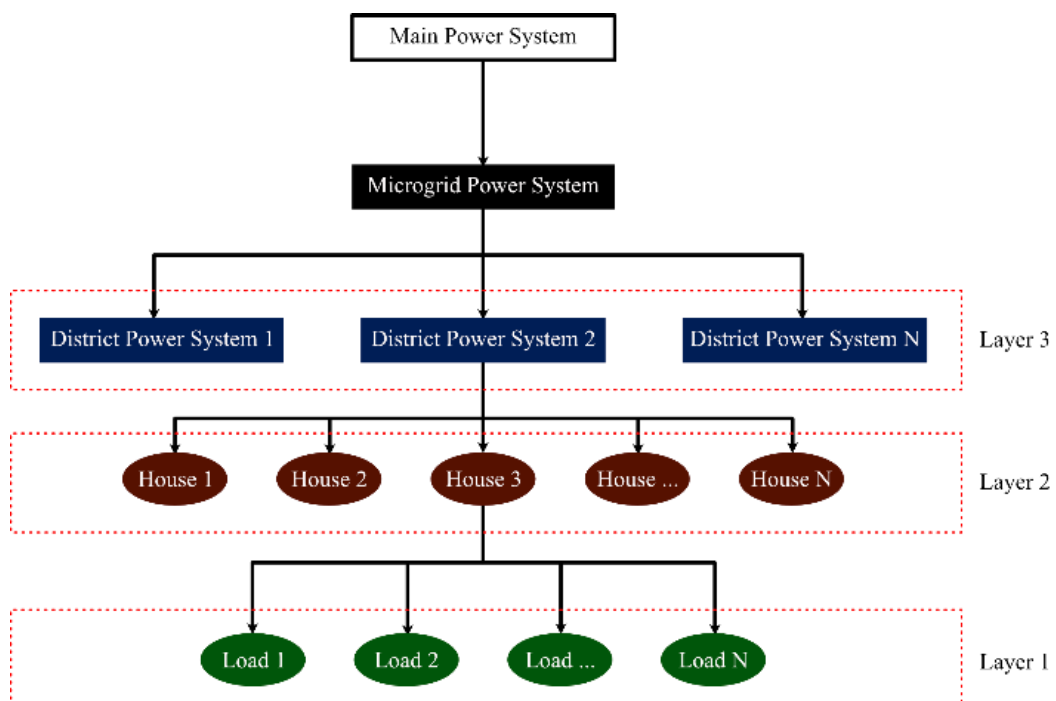 Main Power System
Microgrid Power System
District Power System 1
District Power System 2
District Power System N
Layer 3
House 1
House 2
House 3
House ...
House N
Layer 2
Load 1
Load 2
Load ...
Load N
Layer 1